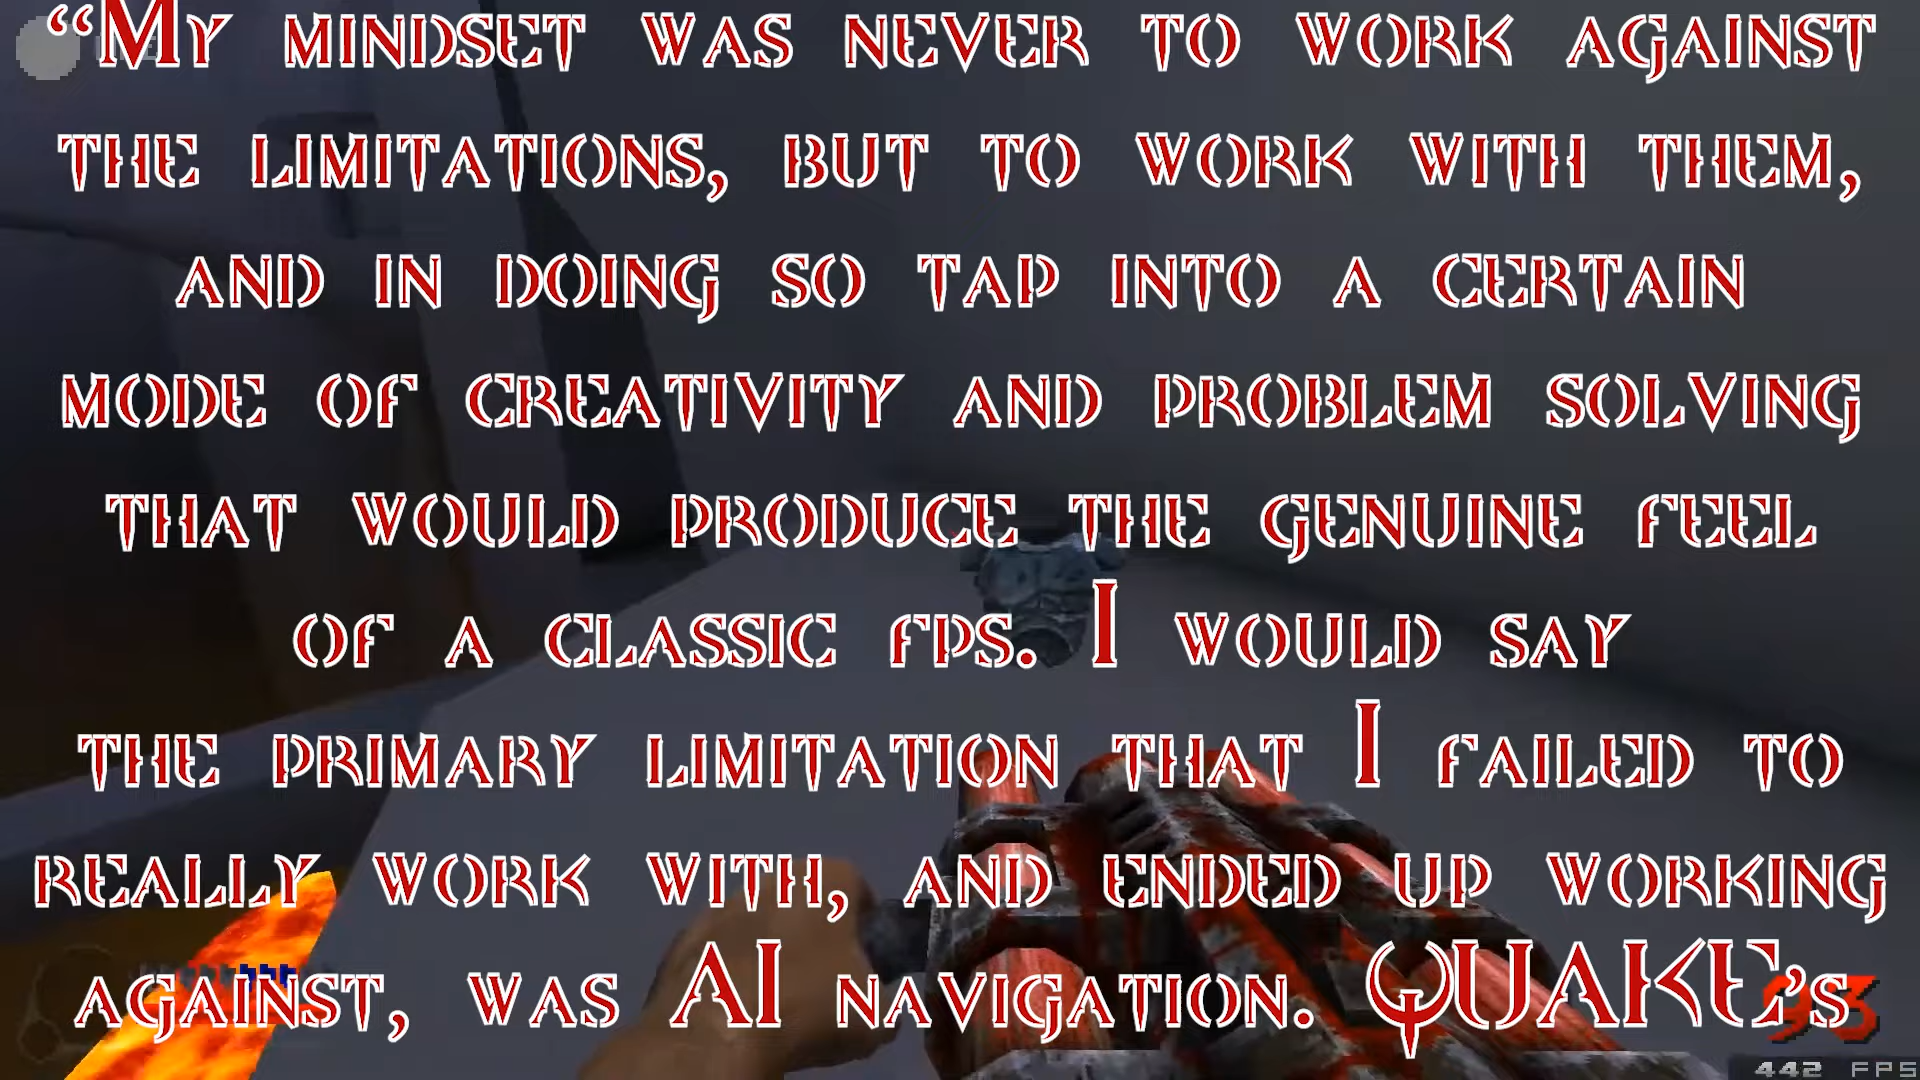 “My mindset was never to work against
the limitations, but to work with them,
and in doing so tap into a certain
mode of creativity and problem solving
that would produce the genuine feel
of a classic fps. I would say
the primary limitation that I failed to
really work with, and ended up working
against, was AI navigation. QUAKE’s
93
442 FPS